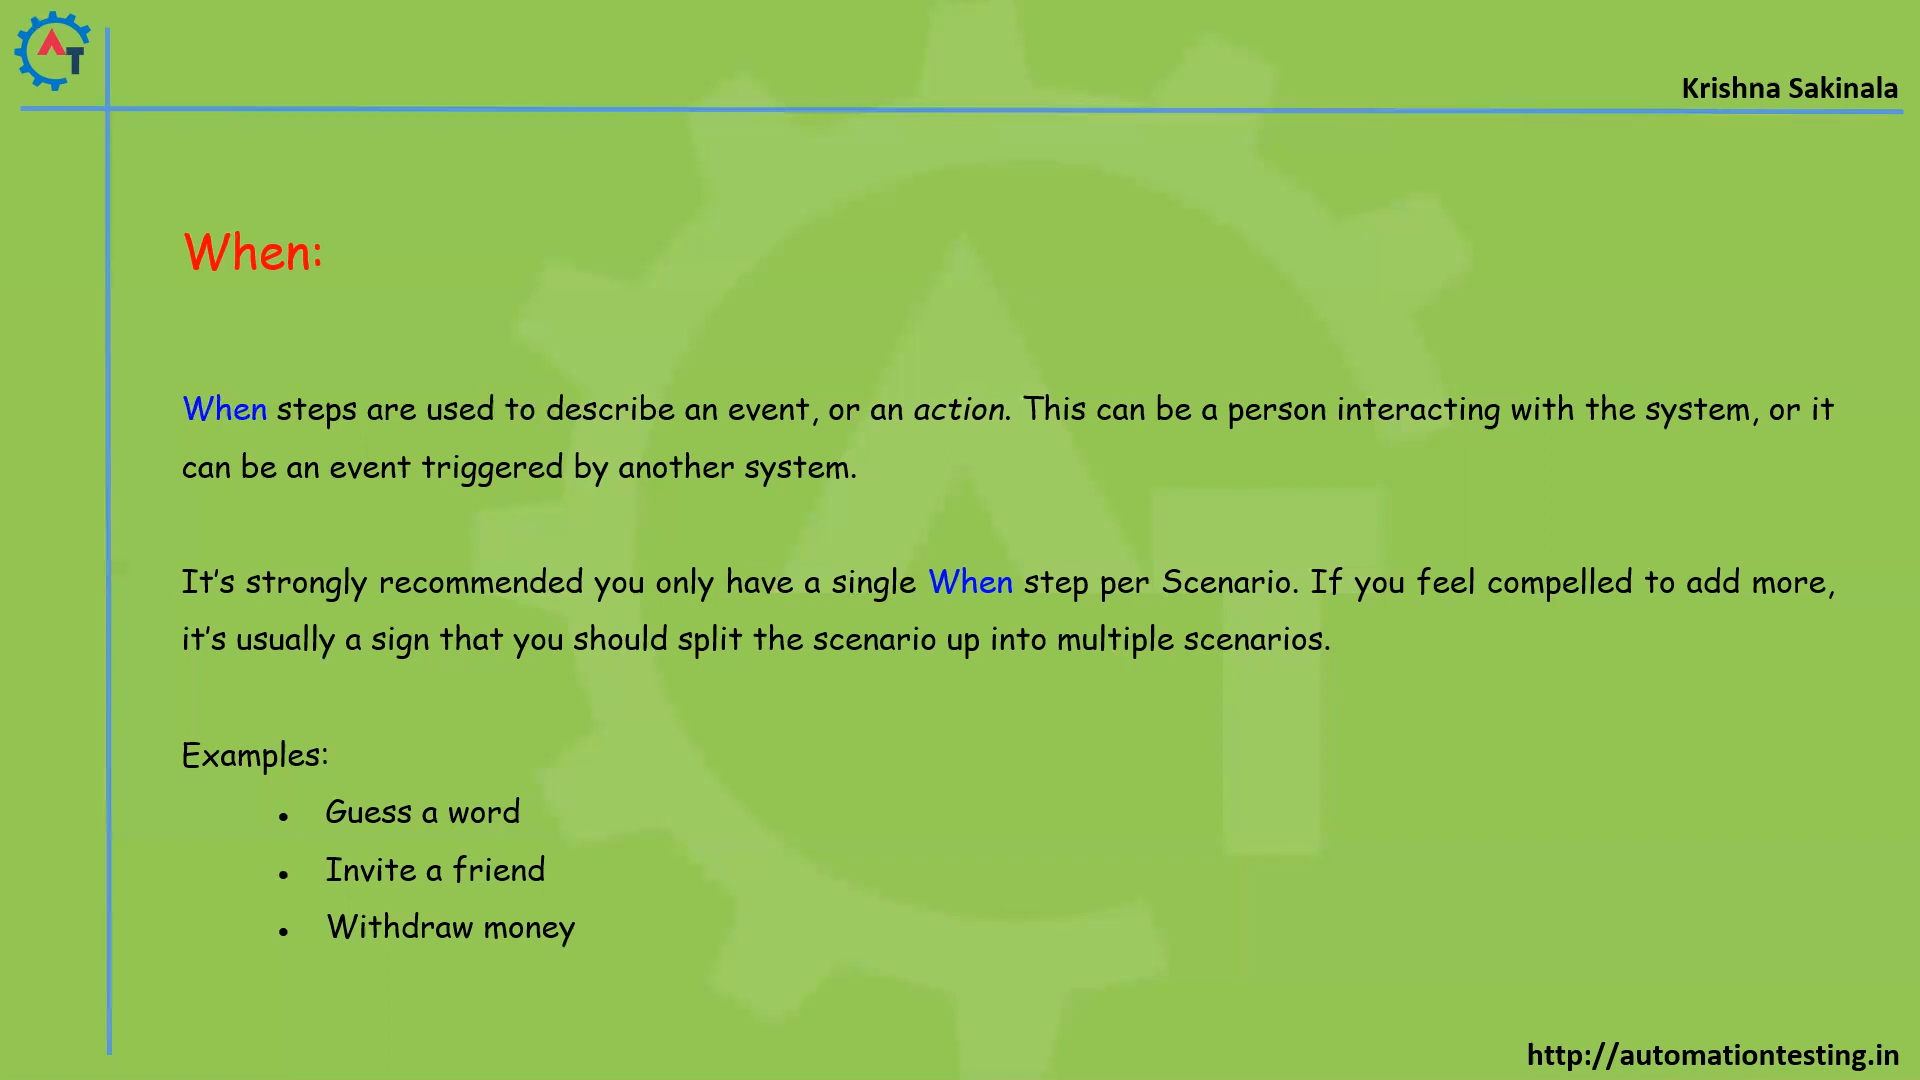 AT
Krishna Sakinala
When:
When steps are used to describe an event, or an action. This can be a person interacting with the system, or it
can be an event triggered by another system.
It's strongly recommended you only have a single When step per Scenario. If you feel compelled to add more,
it's usually a sign that you should split the scenario up into multiple scenarios.
Examples:
• Guess a word
• Invite a friend
• Withdraw money
http://automationtesting.in